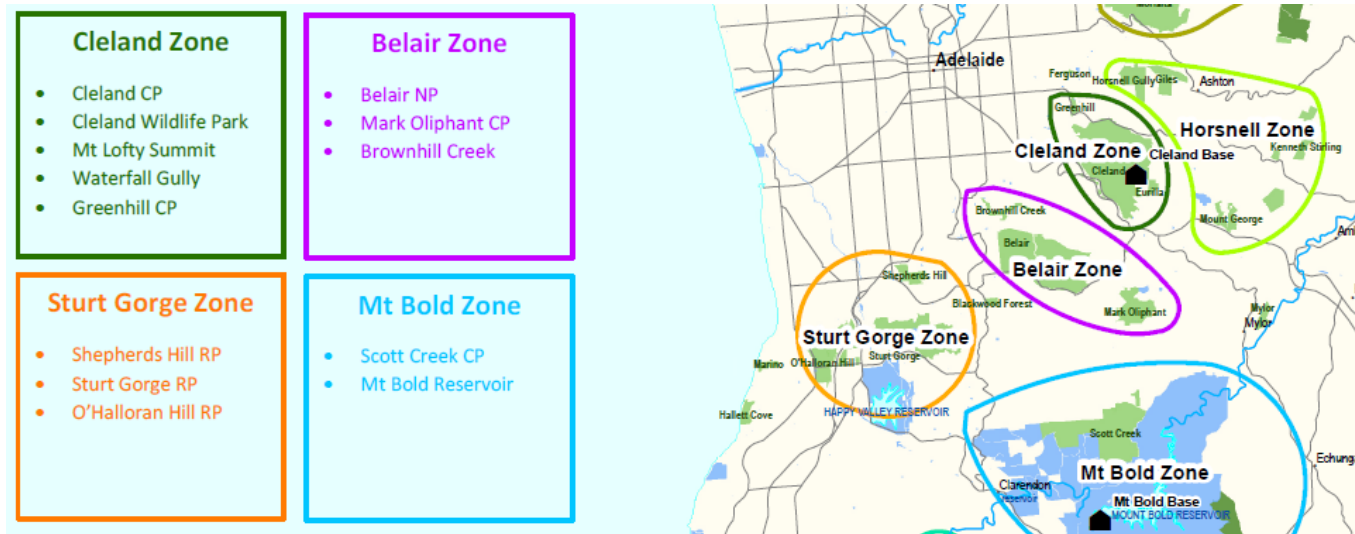 Cleland Zone
• Cleland CP
• Cleland Wildlife Park
• Mt Lofty Summit
• Waterfall Gully
• Greenhill CP
Belair Zone
• Belair NP
• Mark Oliphant CP
• Brownhill Creek
Sturt Gorge Zone
• Shepherds Hill RP
• Sturt Gorge RP
• O'Halloran Hill RP
Mt Bold Zone
• Scott Creek CP
• Mt Bold Reservoir
Adelaide
Ferguson
Horsnell Gully
Giles
Ashton
Greenhill
Horsnell Zone
Cleland Zone
Cleland Base
Kenneth Stirling
Cleland
Eurilla
Brownhill Creek
Mount George
Belair
Belair Zone
Shepherds Hill
Blackwood Forest
Mark Oliphant
Mylor
Mylor
Sturt Gorge Zone
Sturt Gorge
Marino
O'Halloran Hill
Hallett Cove
HAPPY VALLEY RESERVOIR
Scott Creek
Echunga
Mt Bold Zone
Clarendon
reservoir
Mt Bold Base
MOUNT BOLD RESERVOIR